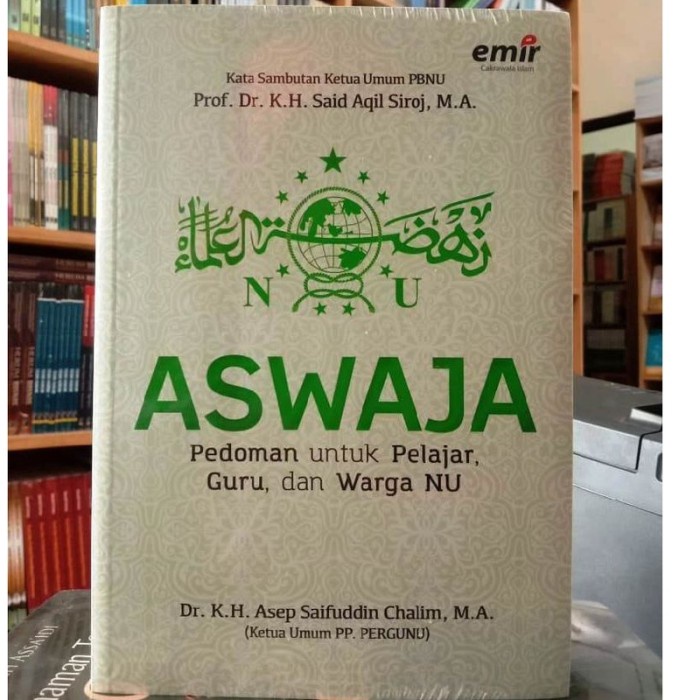 emir
Cakrawala Islam
Kata Sambutan Ketua Umum PBNU
Prof. Dr. K.H. Said Aqil Siroj, M.A.
نهضة العلماء
N U
ASWAJA
Pedoman untuk Pelajar,
Guru, dan Warga NU
Dr. K.H. Asep Saifuddin Chalim, M.A.
(Ketua Umum PP. PERGUNU)
ASSAIDI